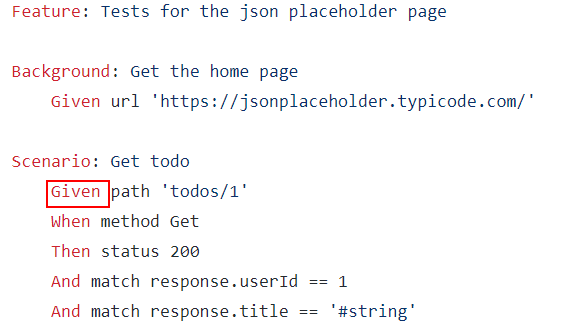 Feature: Tests for the json placeholder page
Background: Get the home page
Given url 'https://jsonplaceholder.typicode.com/'
Scenario: Get todo
Given path 'todos/1'
When method Get
Then status 200
And match response.userId == 1
And match response.title == '#string'